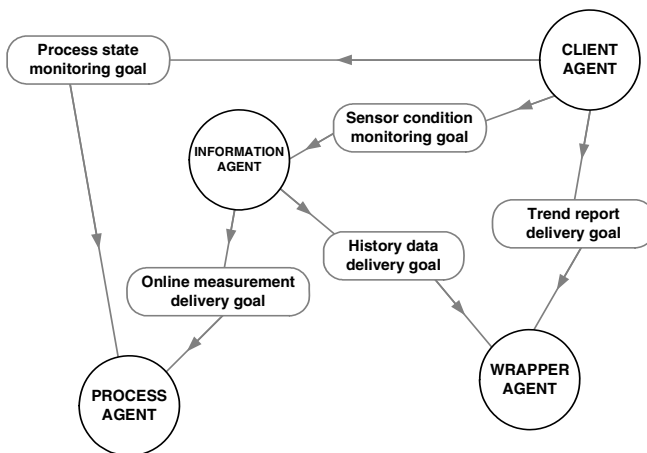 Process state
monitoring goal
CLIENT
AGENT
Sensor condition
monitoring goal
INFORMATION
AGENT
Trend report
delivery goal
History data
delivery goal
Online measurement
delivery goal
PROCESS
AGENT
WRAPPER
AGENT